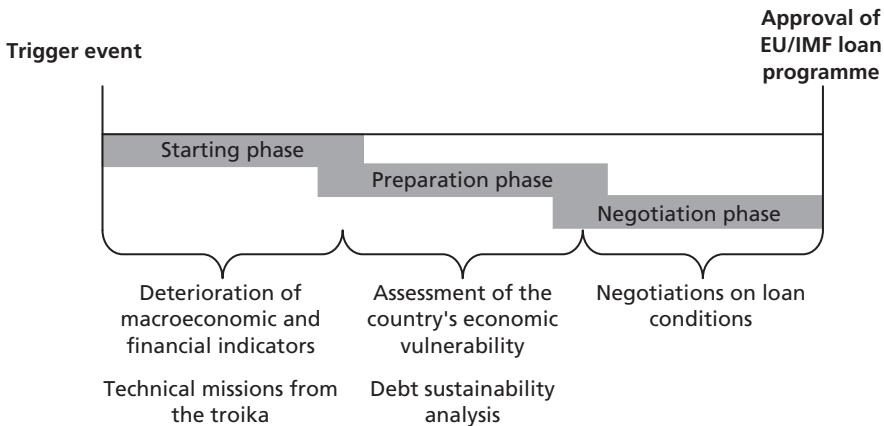 Trigger event
Approval of
EU/IMF loan
programme
Starting phase
Preparation phase
Negotiation phase
Deterioration of
macroeconomic and
financial indicators
Technical missions from
the troika
Assessment of the
country's economic
vulnerability
Debt sustainability
analysis
Negotiations on loan
conditions